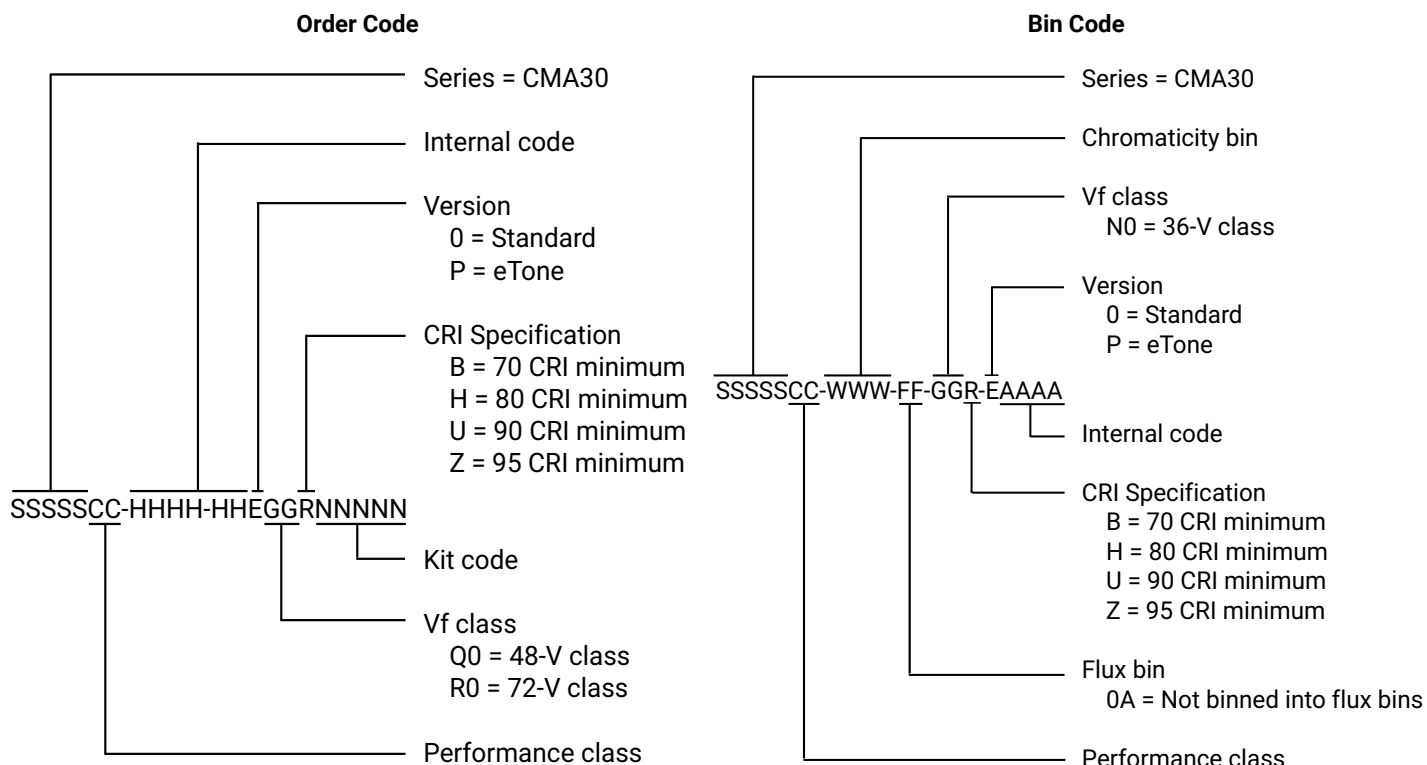 Order Code
Series = CMA30
Internal code
Version
0 = Standard
P = eTone
CRI Specification
B = 70 CRI minimum
H = 80 CRI minimum
U = 90 CRI minimum
Z = 95 CRI minimum
SSSSSCC-HHHH-HHEGGRNNNNN
Kit code
Vf class
Q0 = 48-V class
R0 = 72-V class
Performance class
Bin Code
Series = CMA30
Chromaticity bin
Vf class
N0 = 36-V class
Version
0 = Standard
P = eTone
SSSSSCC-WWW-FF-GGR-EAAAA
Internal code
CRI Specification
B = 70 CRI minimum
H = 80 CRI minimum
U = 90 CRI minimum
Z = 95 CRI minimum
Flux bin
0A = Not binned into flux bins
Performance class